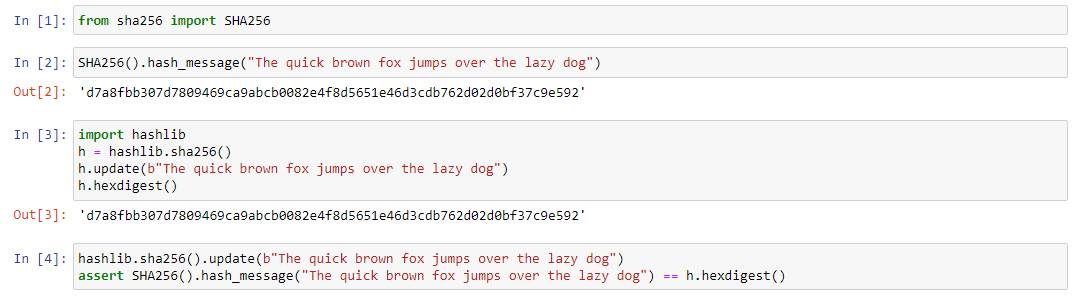 In [1]: from sha256 import SHA256
In [2]: SHA256().hash_message("The quick brown fox jumps over the lazy dog")
Out[2]: 'd7a8fbb307d7809469ca9abcb0082e4f8d5651e46d3cdb762d02d0bf37c9e592'
In [3]: import hashlib
h = hashlib.sha256()
h.update(b"The quick brown fox jumps over the lazy dog")
h.hexdigest()
Out[3]: 'd7a8fbb307d7809469ca9abcb0082e4f8d5651e46d3cdb762d02d0bf37c9e592'
In [4]: hashlib.sha256().update(b"The quick brown fox jumps over the lazy dog")
assert SHA256().hash_message("The quick brown fox jumps over the lazy dog") == h.hexdigest()